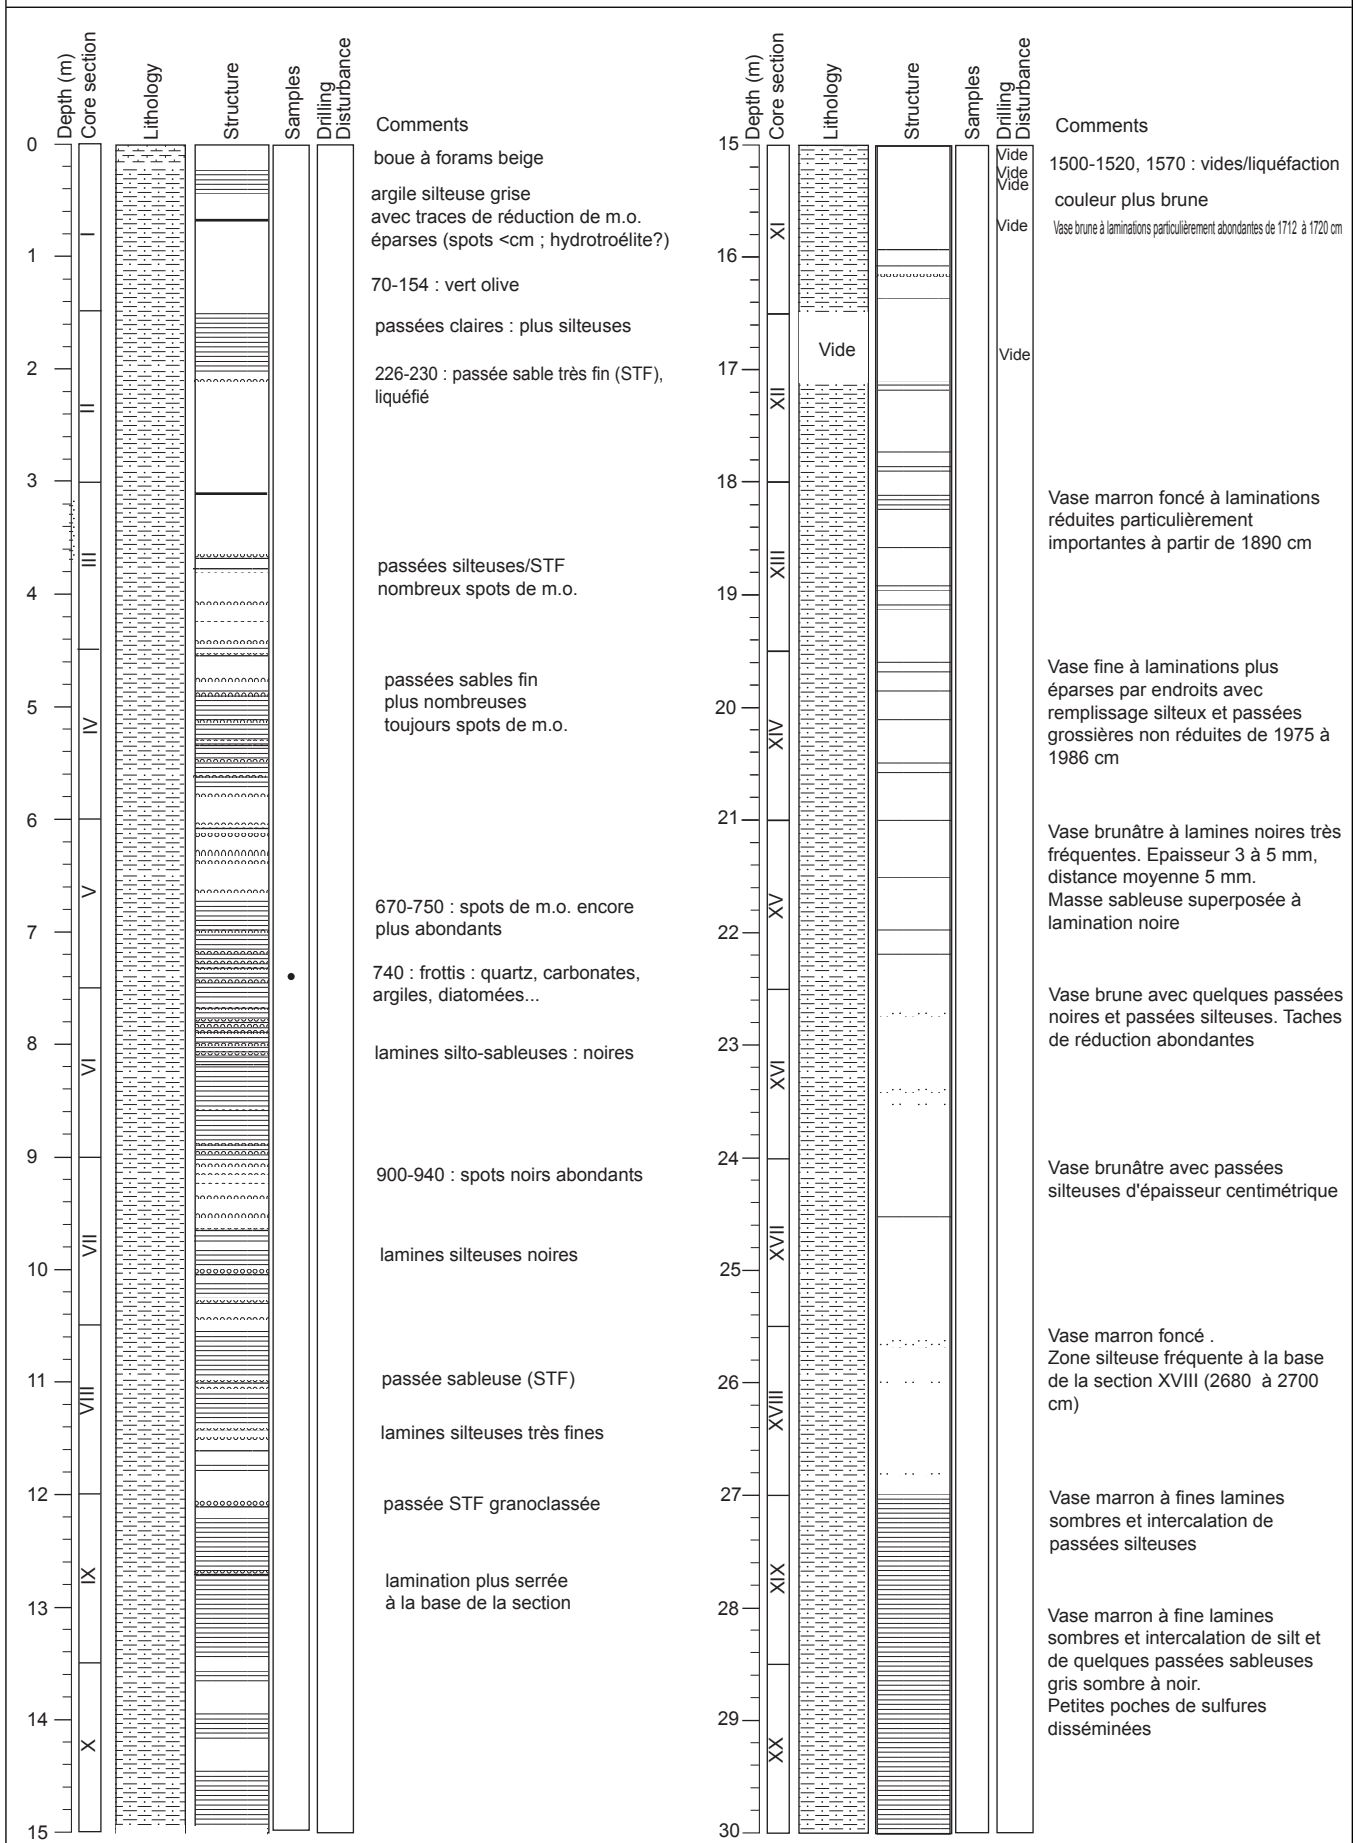 Depth (m)
Core section
Lithology
Structure
Samples
Drilling
Disturbance
Comments
0
1
2
3
4
5
6
7
8
9
10
11
12
13
14
15
I
II
III
IV
V
VI
VII
VIII
IX
X
boue à forams beige
argile silteuse grise
avec traces de réduction de m.o.
éparses (spots <cm ; hydrotroélite?)
70-154 : vert olive
passées claires : plus silteuses
226-230 : passée sable très fin (STF),
liquéfié
passées silteuses/STF
nombreux spots de m.o.
passées sables fin
plus nombreuses
toujours spots de m.o.
670-750 : spots de m.o. encore
plus abondants
740 : frottis : quartz, carbonates,
argiles, diatomées...
lamines silto-sableuses : noires
900-940 : spots noirs abondants
lamines silteuses noires
passée sableuse (STF)
lamines silteuses très fines
passée STF granoclassée
lamination plus serrée
à la base de la section
Depth (m)
Core section
Lithology
Structure
Samples
Drilling
Disturbance
Comments
15
16
17
18
19
20
21
22
23
24
25
26
27
28
29
30
XI
XII
XIII
XIV
XV
XVI
XVII
XVIII
XIX
XX
Vide
Vide
Vide
Vide
Vide
Vide
1500-1520, 1570 : vides/liquéfaction
couleur plus brune
Vase brune à laminations particulièrement abondantes de 1712 à 1720 cm
Vase marron foncé à laminations
réduites particulièrement
importantes à partir de 1890 cm
Vase fine à laminations plus
éparses par endroits avec
remplissage silteux et passées
grossières non réduites de 1975 à
1986 cm
Vase brunâtre à lamines noires très
fréquentes. Epaisseur 3 à 5 mm,
distance moyenne 5 mm.
Masse sableuse superposée à
lamination noire
Vase brune avec quelques passées
noires et passées silteuses. Taches
de réduction abondantes
Vase brunâtre avec passées
silteuses d'épaisseur centimétrique
Vase marron foncé .
Zone silteuse fréquente à la base
de la section XVIII (2680 à 2700
cm)
Vase marron à fines lamines
sombres et intercalation de
passées silteuses
Vase marron à fine lamines
sombres et intercalation de silt et
de quelques passées sableuses
gris sombre à noir.
Petites poches de sulfures
disséminées